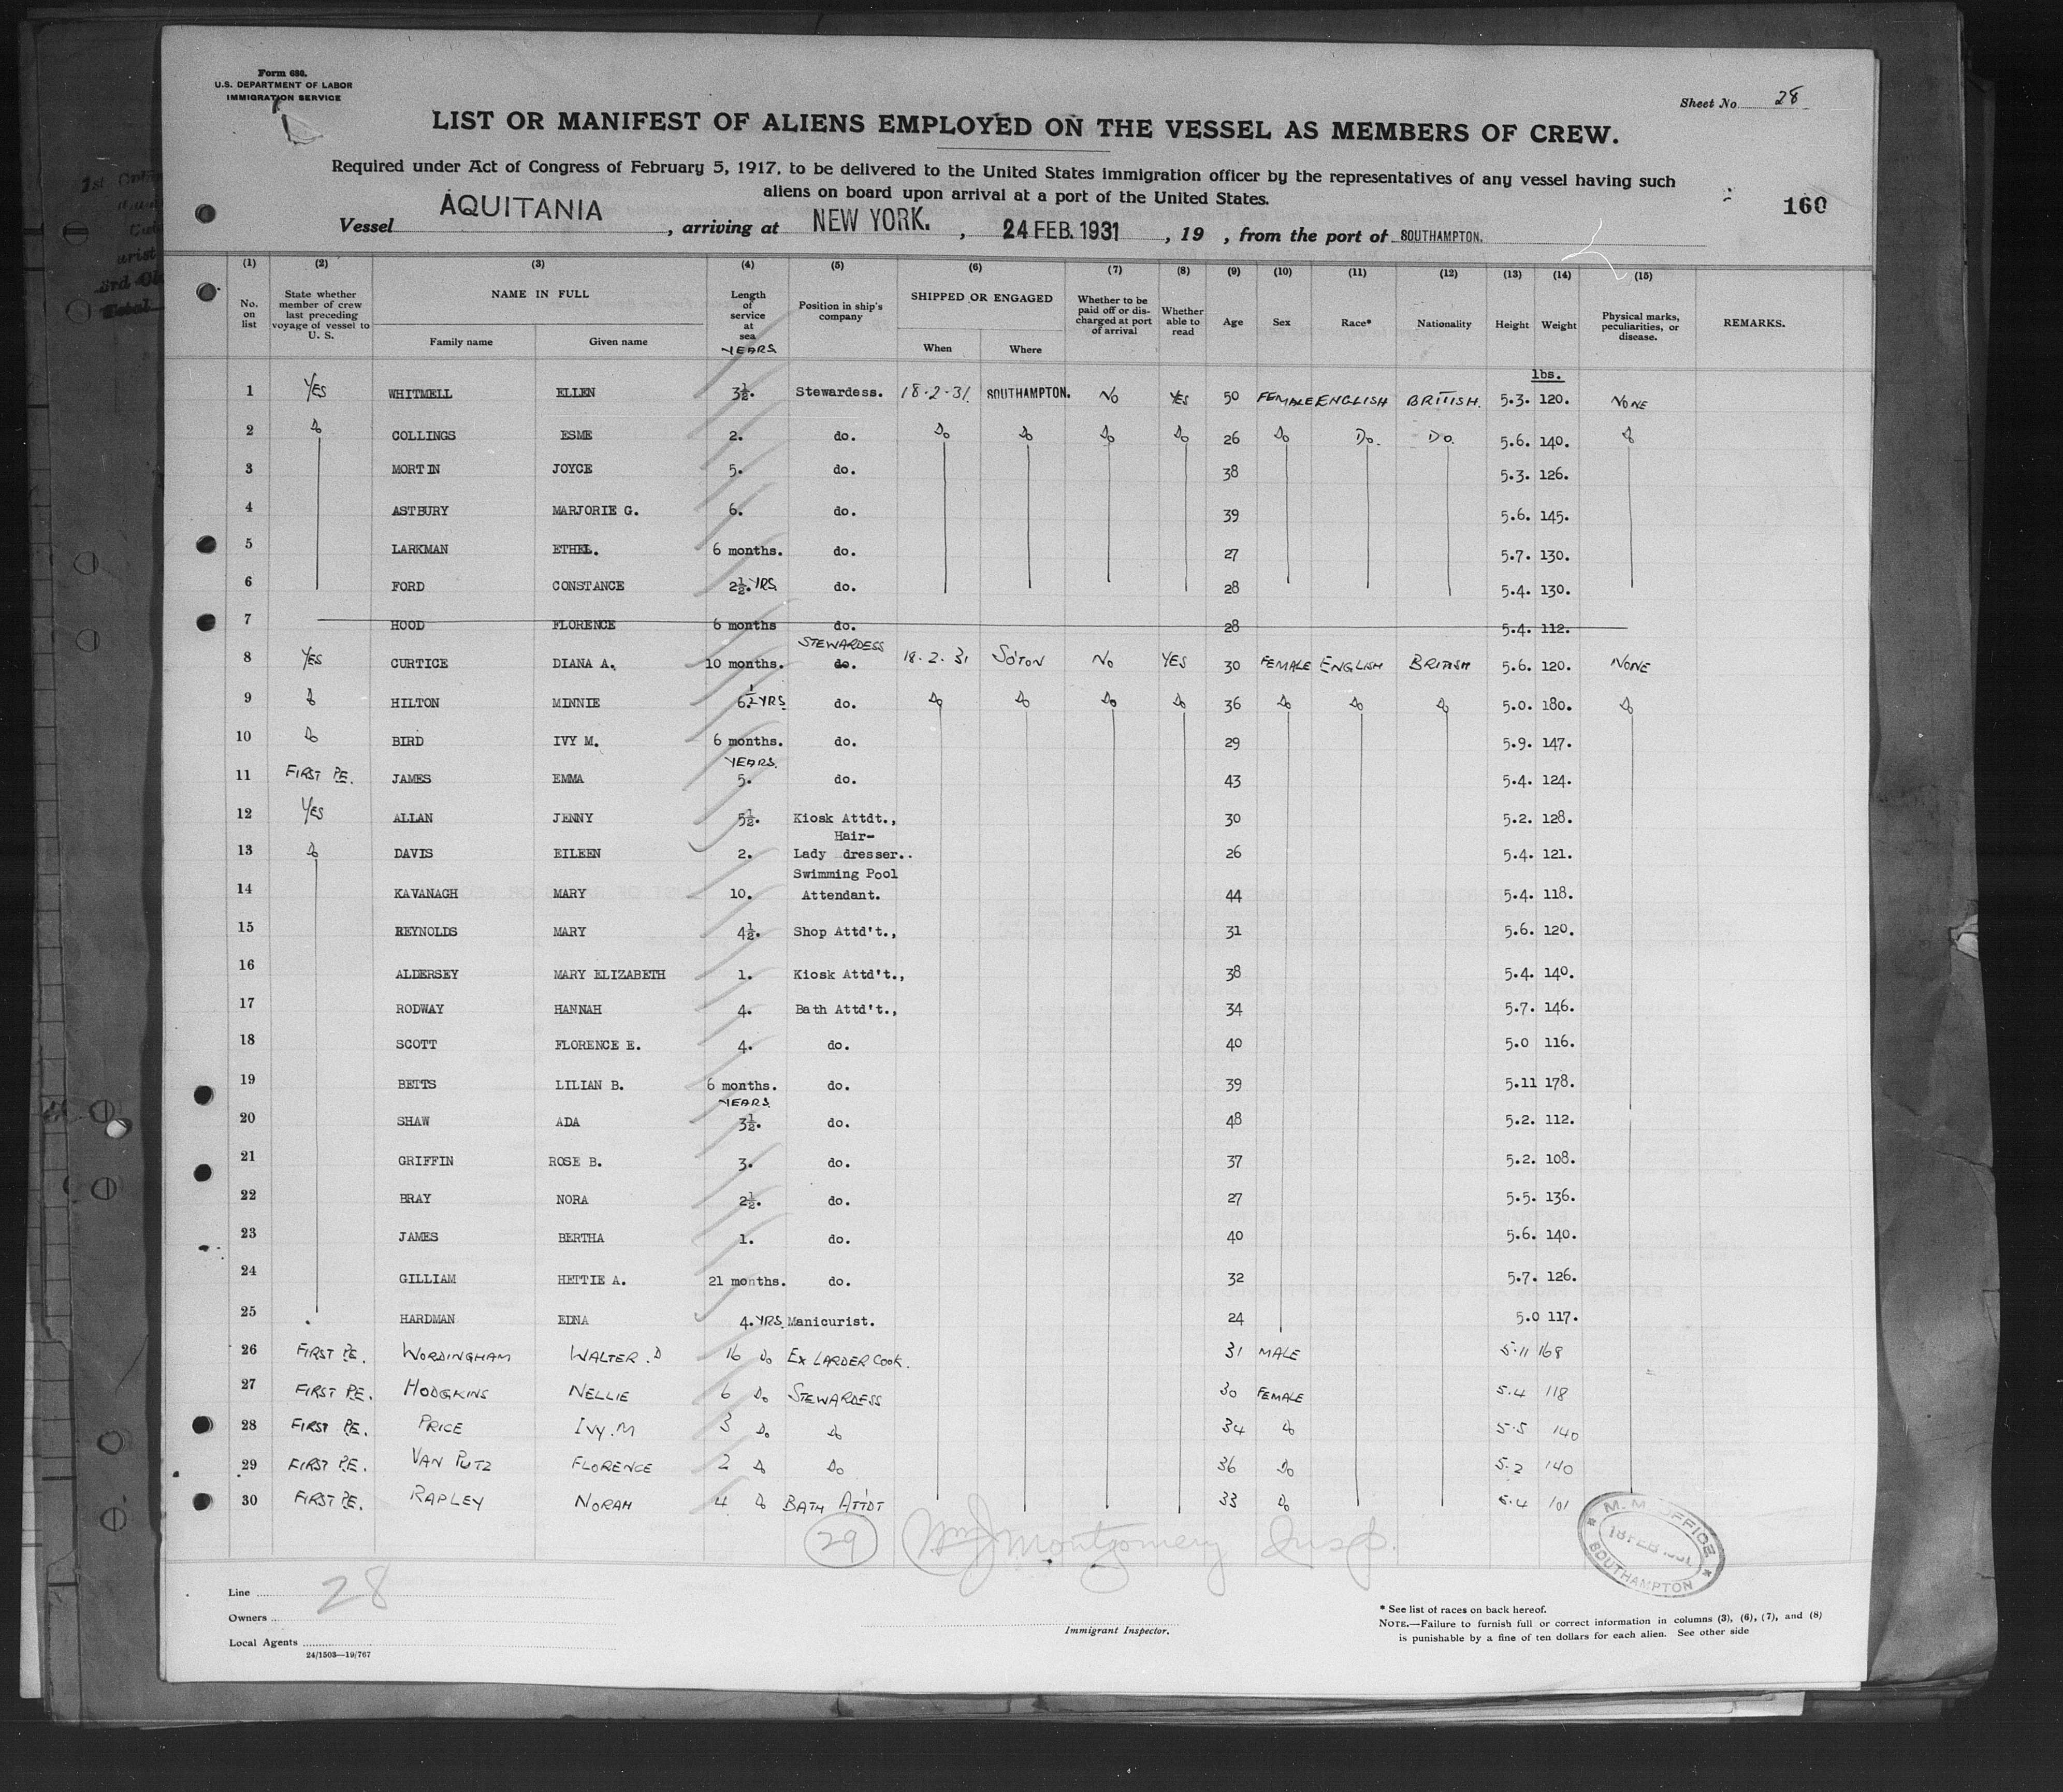 Form 680.
U.S. DEPARTMENT OF LABOR
IMMIGRATION SERVICE
Sheet No. 28
LIST OR MANIFEST OF ALIENS EMPLOYED ON THE VESSEL AS MEMBERS OF CREW.
Required under Act of Congress of February 5, 1917, to be delivered to the United States immigration officer by the representatives of any vessel having such
aliens on board upon arrival at a port of the United States.
160
Vessel AQUITANIA, arriving at NEW YORK., 24 FEB. 1931, 19 , from the port of SOUTHAMPTON.
(1) (2) (3) (4) (5) (6) (7) (8) (9) (10) (11) (12) (13) (14) (15)
No. on list State whether member of crew last preceding voyage of vessel to U. S. NAME IN FULL Family name Given name Length of service at sea YEARS Position in ship's company SHIPPED OR ENGAGED When Where Whether to be paid off or discharged at port of arrival Whether able to read Age Sex Race* Nationality Height Weight Physical marks, peculiarities, or disease. REMARKS.
lbs.
1 YES WHITMELL ELLEN 3½. Stewardess. 18-2-31. SOUTHAMPTON. NO YES 50 FEMALE ENGLISH BRITISH. 5.3. 120. NONE
2 Do COLLINGS ESME 2. do. Do Do Do Do 26 Do Do. Do. 5.6. 140. Do
3 MORTIN JOYCE 5. do. 38 5.3. 126.
4 ASTBURY MARJORIE G. 6. do. 39 5.6. 145.
5 LARKMAN ETHEL. 6 months. do. 27 5.7. 130.
6 FORD CONSTANCE 2½. YRS do. 28 5.4. 130.
7 HOOD FLORENCE 6 months do. 28 5.4. 112.
STEWARDESS
8 YES CURTICE DIANA A. 10 months. do. 18.2.31 SOTON NO YES 30 FEMALE ENGLISH BRITISH 5.6. 120. NONE
9 Do HILTON MINNIE 6½ YRS do. Do Do Do Do 36 Do Do Do 5.0. 180. Do
10 Do BIRD IVY M. 6 months. do. 29 5.9. 147.
YEARS.
11 FIRST PE. JAMES EMMA 5. do. 43 5.4. 124.
12 YES ALLAN JENNY 5½. Kiosk Attdt., 30 5.2. 128.
Hair-
13 Do DAVIS EILEEN 2. Lady dresser.. 26 5.4. 121.
Swimming Pool
14 KAVANAGH MARY 10. Attendant. 44 5.4. 118.
15 REYNOLDS MARY 4½. Shop Attd't., 31 5.6. 120.
16 ALDERSEY MARY ELIZABETH 1. Kiosk Attd't., 38 5.4. 140.
17 RODWAY HANNAH 4. Bath Attd't., 34 5.7. 146.
18 SCOTT FLORENCE E. 4. do. 40 5.0 116.
19 BETTS LILIAN B. 6 months. do. 39 5.11 178.
YEARS.
20 SHAW ADA 3½. do. 48 5.2. 112.
21 GRIFFIN ROSE B. 3. do. 37 5.2. 108.
22 BRAY NORA 2½. do. 27 5.5. 136.
23 JAMES BERTHA 1. do. 40 5.6. 140.
24 GILLIAM HETTIE A. 21 months. do. 32 5.7. 126.
25 HARDMAN EDNA 4. YRS. Manicurist. 24 5.0 117.
26 FIRST PE. WORDINGHAM WALTER.D 16 Do EX LARDER COOK. 31 MALE 5.11 168
27 FIRST PE. HODGKINS NELLIE 6 Do STEWARDESS 30 FEMALE 5.4 118
28 FIRST PE. PRICE IVY.M 3 Do Do 34 Do 5.5 140
29 FIRST P.E. VAN PUTZ FLORENCE 2 Do Do 36 Do 5.2 140
30 FIRST PE. RAPLEY NORAH 4 Do BATH ATTDT 33 Do 5.4 101
29 Wm J Montgomery Insp.
M. M. OFFICE
18 FEB 1931
SOUTHAMPTON
28
Line
Owners
Local Agents
24/1503—19/767
Immigrant Inspector.
* See list of races on back hereof.
NOTE.—Failure to furnish full or correct information in columns (3), (6), (7), and (8)
is punishable by a fine of ten dollars for each alien. See other side